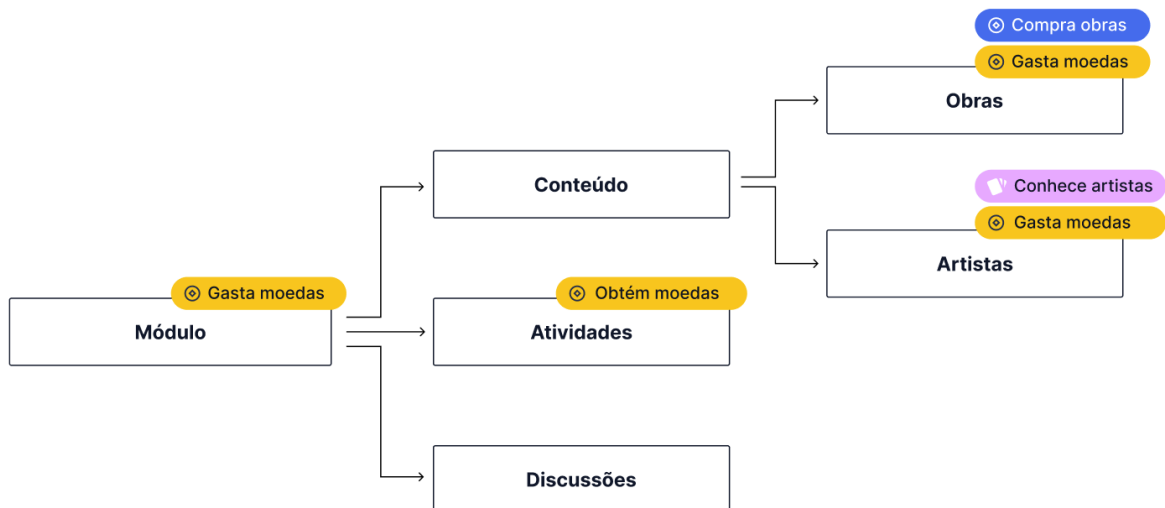 Compra obras
Gasta moedas
Obras
Conteúdo
Conhece artistas
Gasta moedas
Artistas
Gasta moedas
Módulo
Obtém moedas
Atividades
Discussões